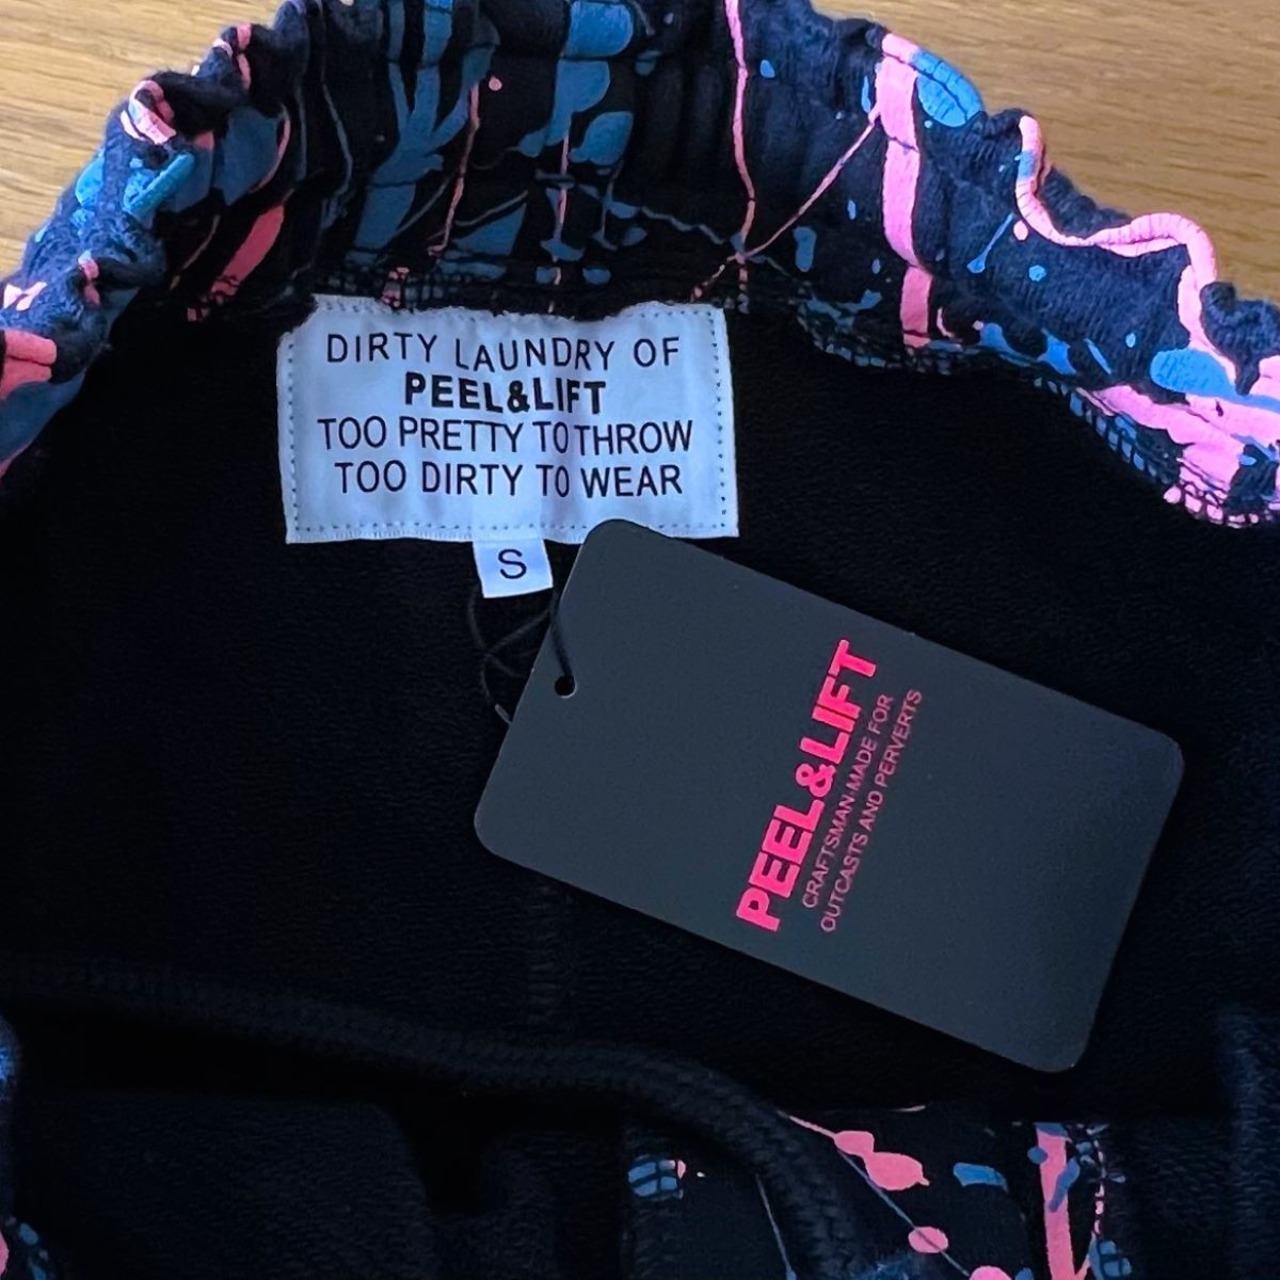 DIRTY LAUNDRY OF
PEEL&LIFT
TOO PRETTY TO THROW
TOO DIRTY TO WEAR
S
PEEL&LIFT
CRAFTSMAN-MADE FOR
OUTCASTS AND PERVERTS